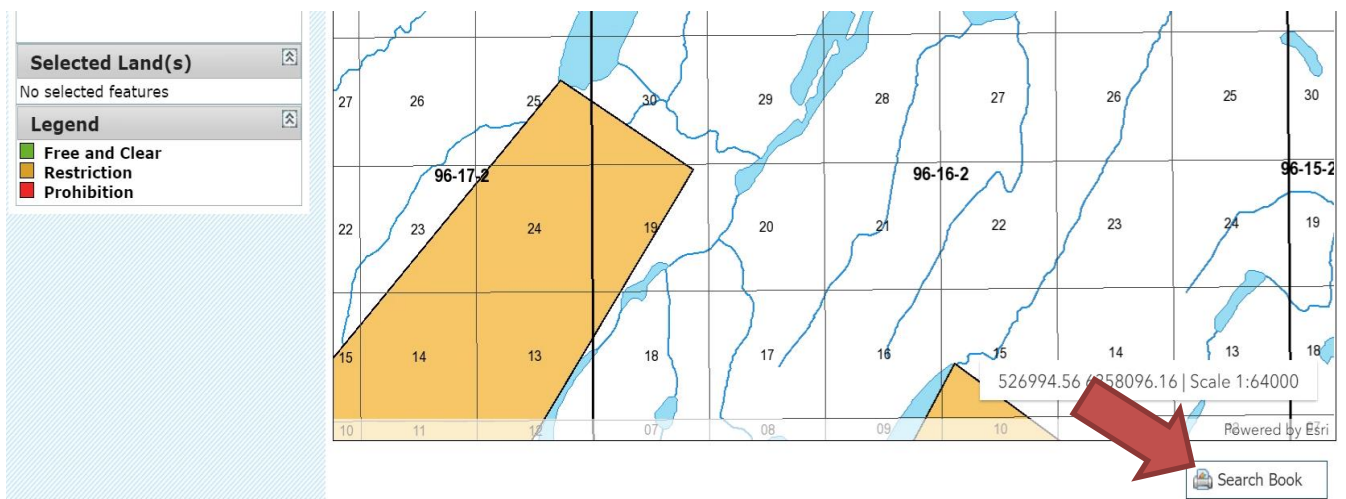 Selected Land(s)
No selected features
Legend
Free and Clear
Restriction
Prohibition
27 26 25 30 29 28 27 26 25 30
96-17-2 96-16-2 96-15-2
22 23 24 19 20 21 22 23 24 19
15 14 13 18 17 16 15 14 13 18
526994.56 6358096.16 | Scale 1:64000
10 11 12 07 08 09 10
Powered by Esri
Search Book